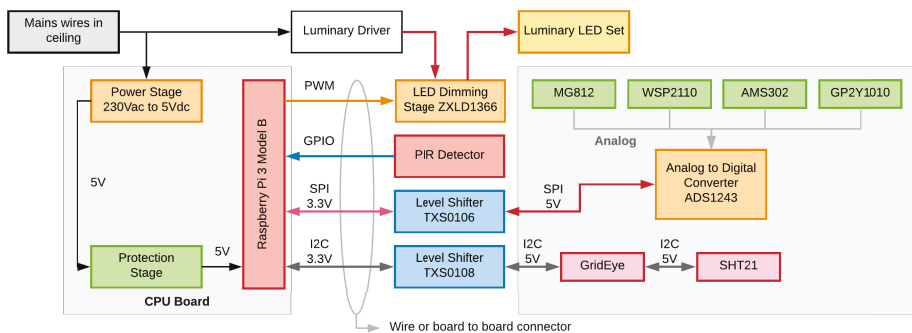 Mains wires in
ceiling
Luminary Driver
Luminary LED Set
Power Stage
230Vac to 5Vdc
PWM
LED Dimming
Stage ZXLD1366
MG812
WSP2110
AMS302
GP2Y1010
GPIO
PIR Detector
Analog
Raspberry Pi 3 Model B
Analog to Digital
Converter
ADS1243
5V
SPI
3.3V
Level Shifter
TXS0106
SPI
5V
Protection
Stage
5V
I2C
3.3V
Level Shifter
TXS0108
I2C
5V
GridEye
I2C
5V
SHT21
CPU Board
Wire or board to board connector